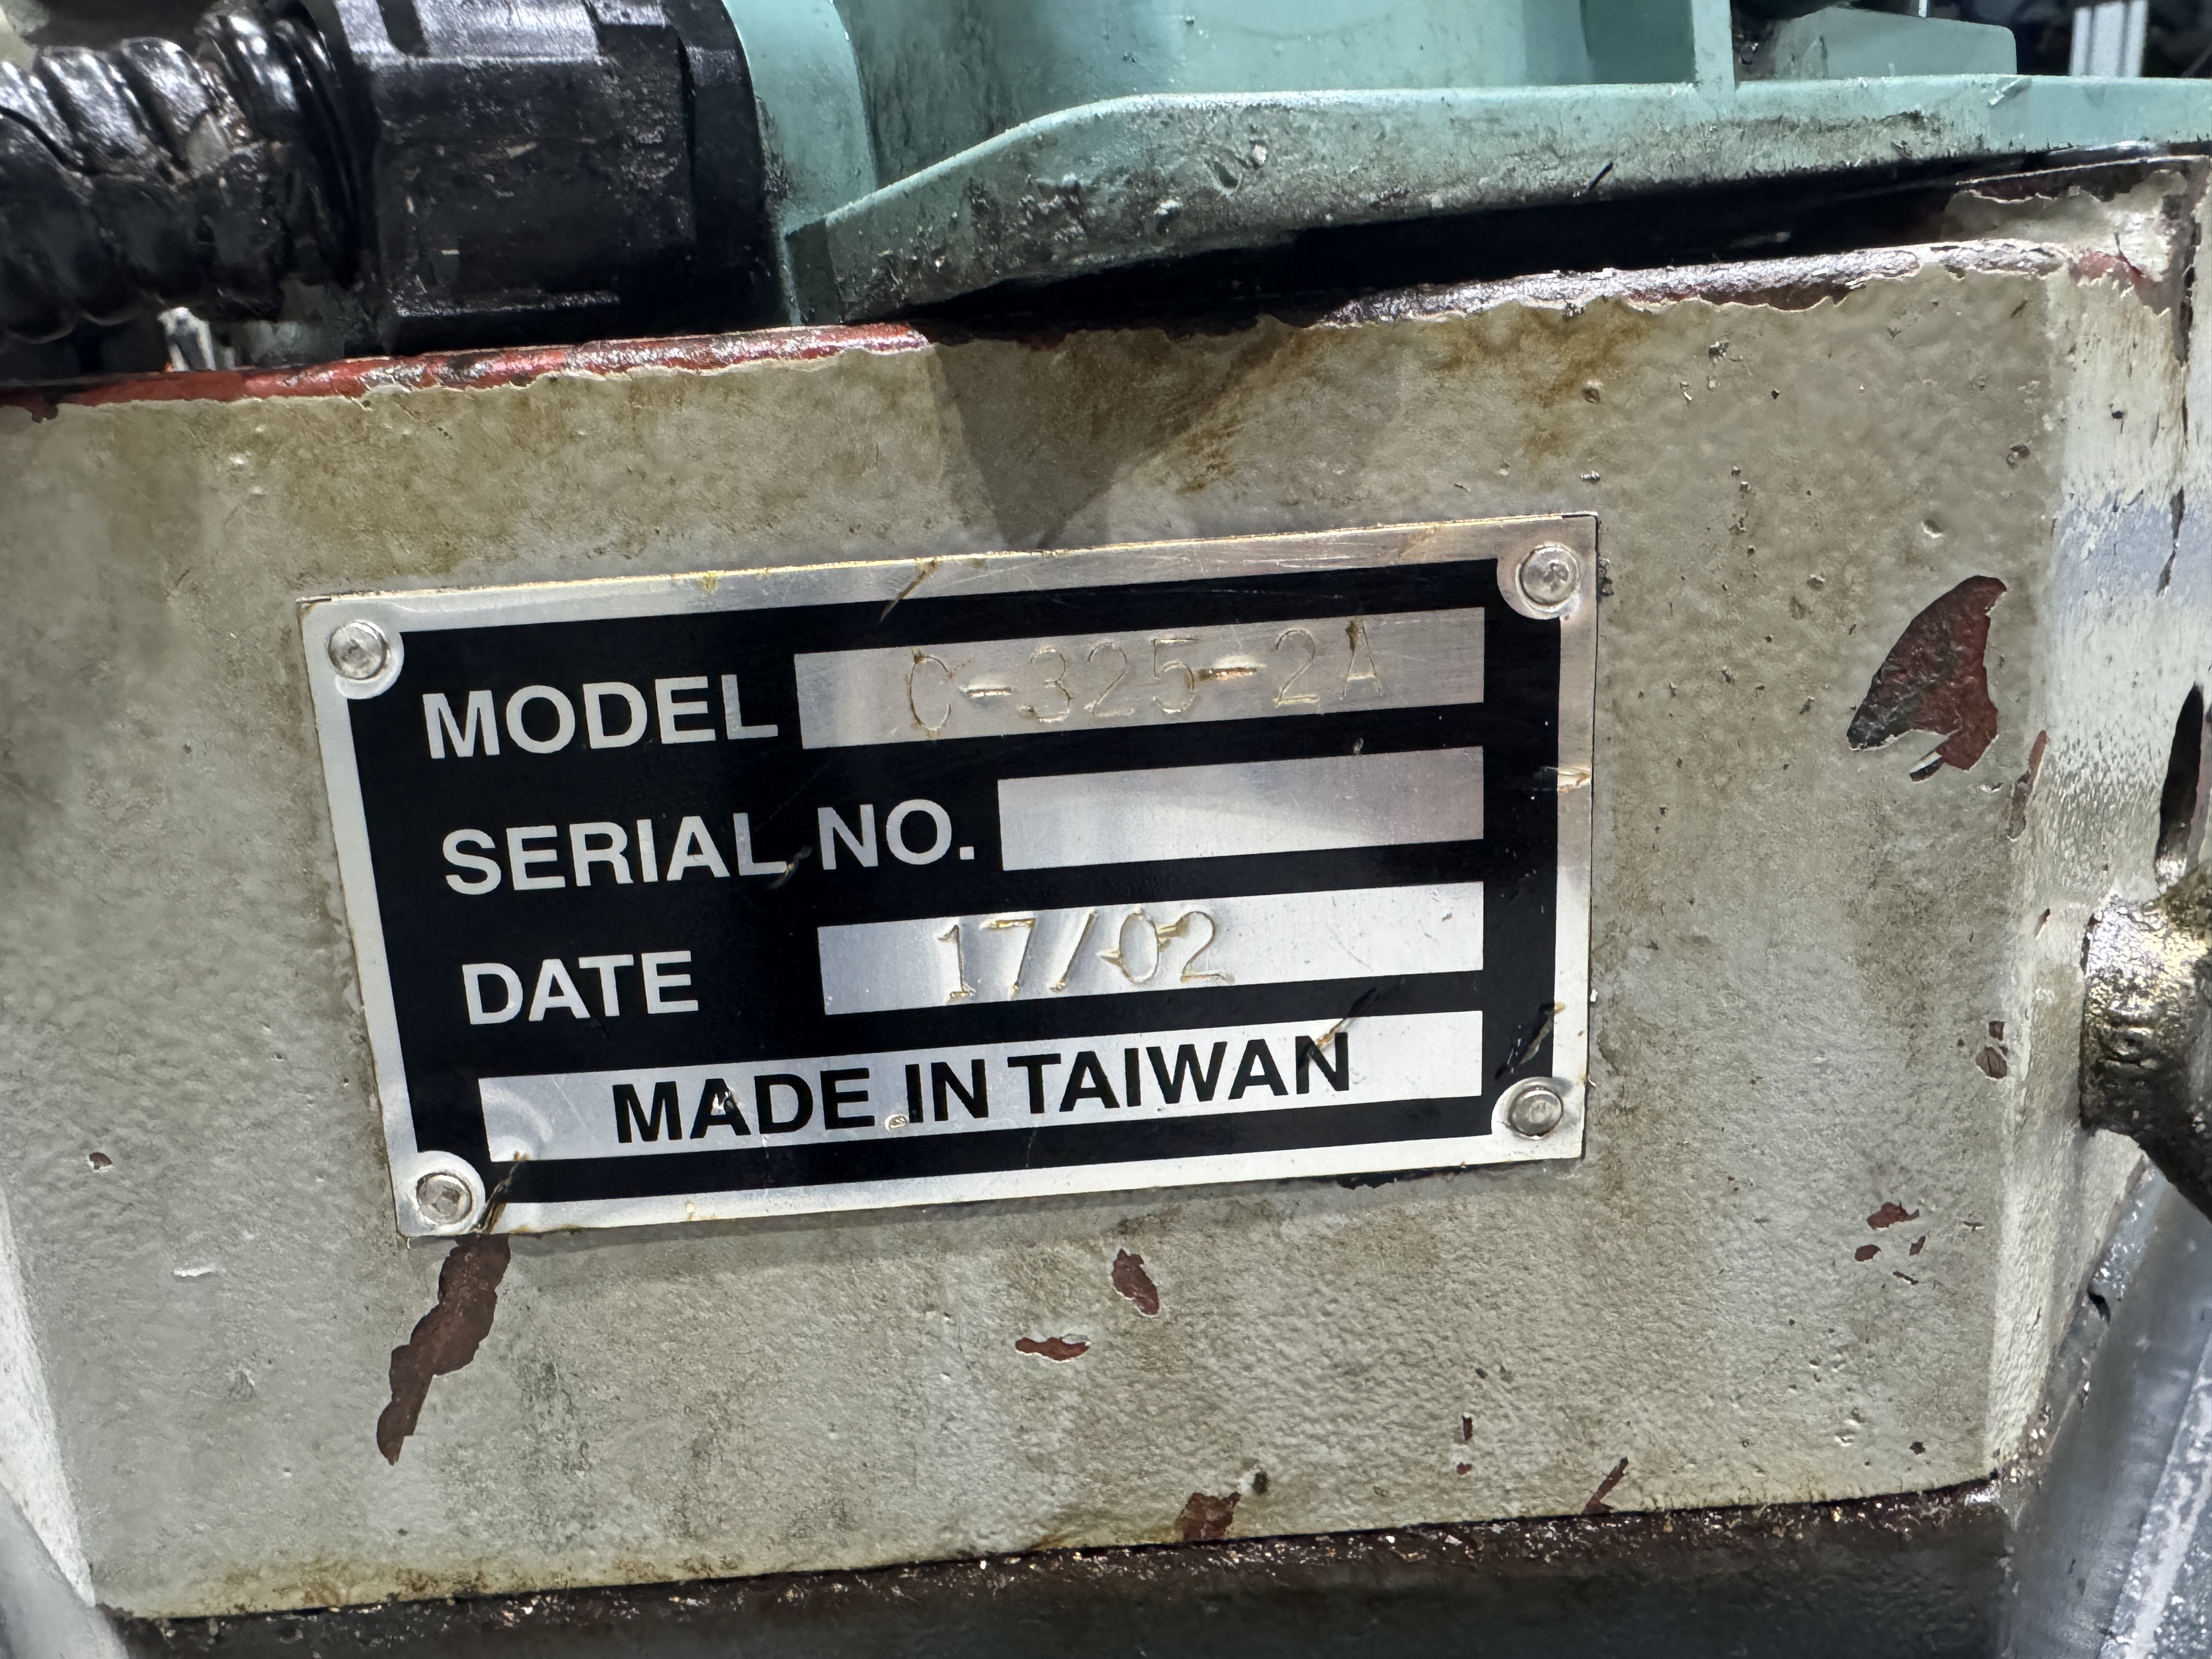 MODEL C-325-2A
SERIAL NO.
DATE 17/02
MADE IN TAIWAN